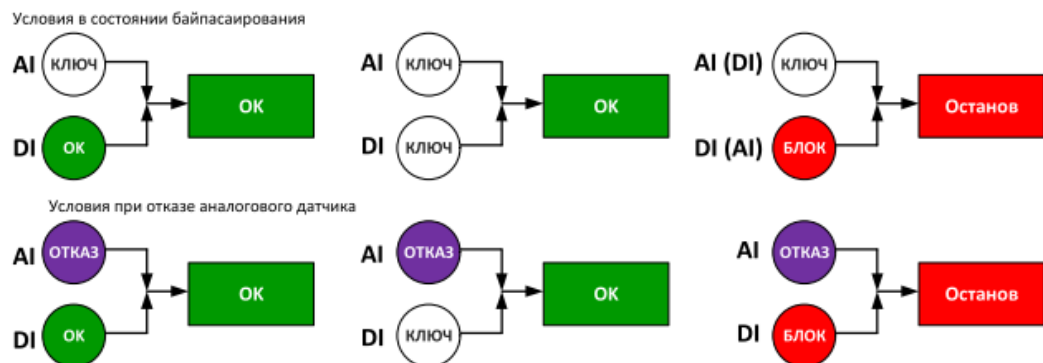 Условия в состоянии байпасаирования
AI КЛЮЧ
ОК
DI ОК
AI КЛЮЧ
ОК
DI КЛЮЧ
AI (DI) КЛЮЧ
Останов
DI (AI) БЛОК
Условия при отказе аналогового датчика
AI ОТКАЗ
ОК
DI ОК
AI ОТКАЗ
ОК
DI КЛЮЧ
AI ОТКАЗ
Останов
DI БЛОК